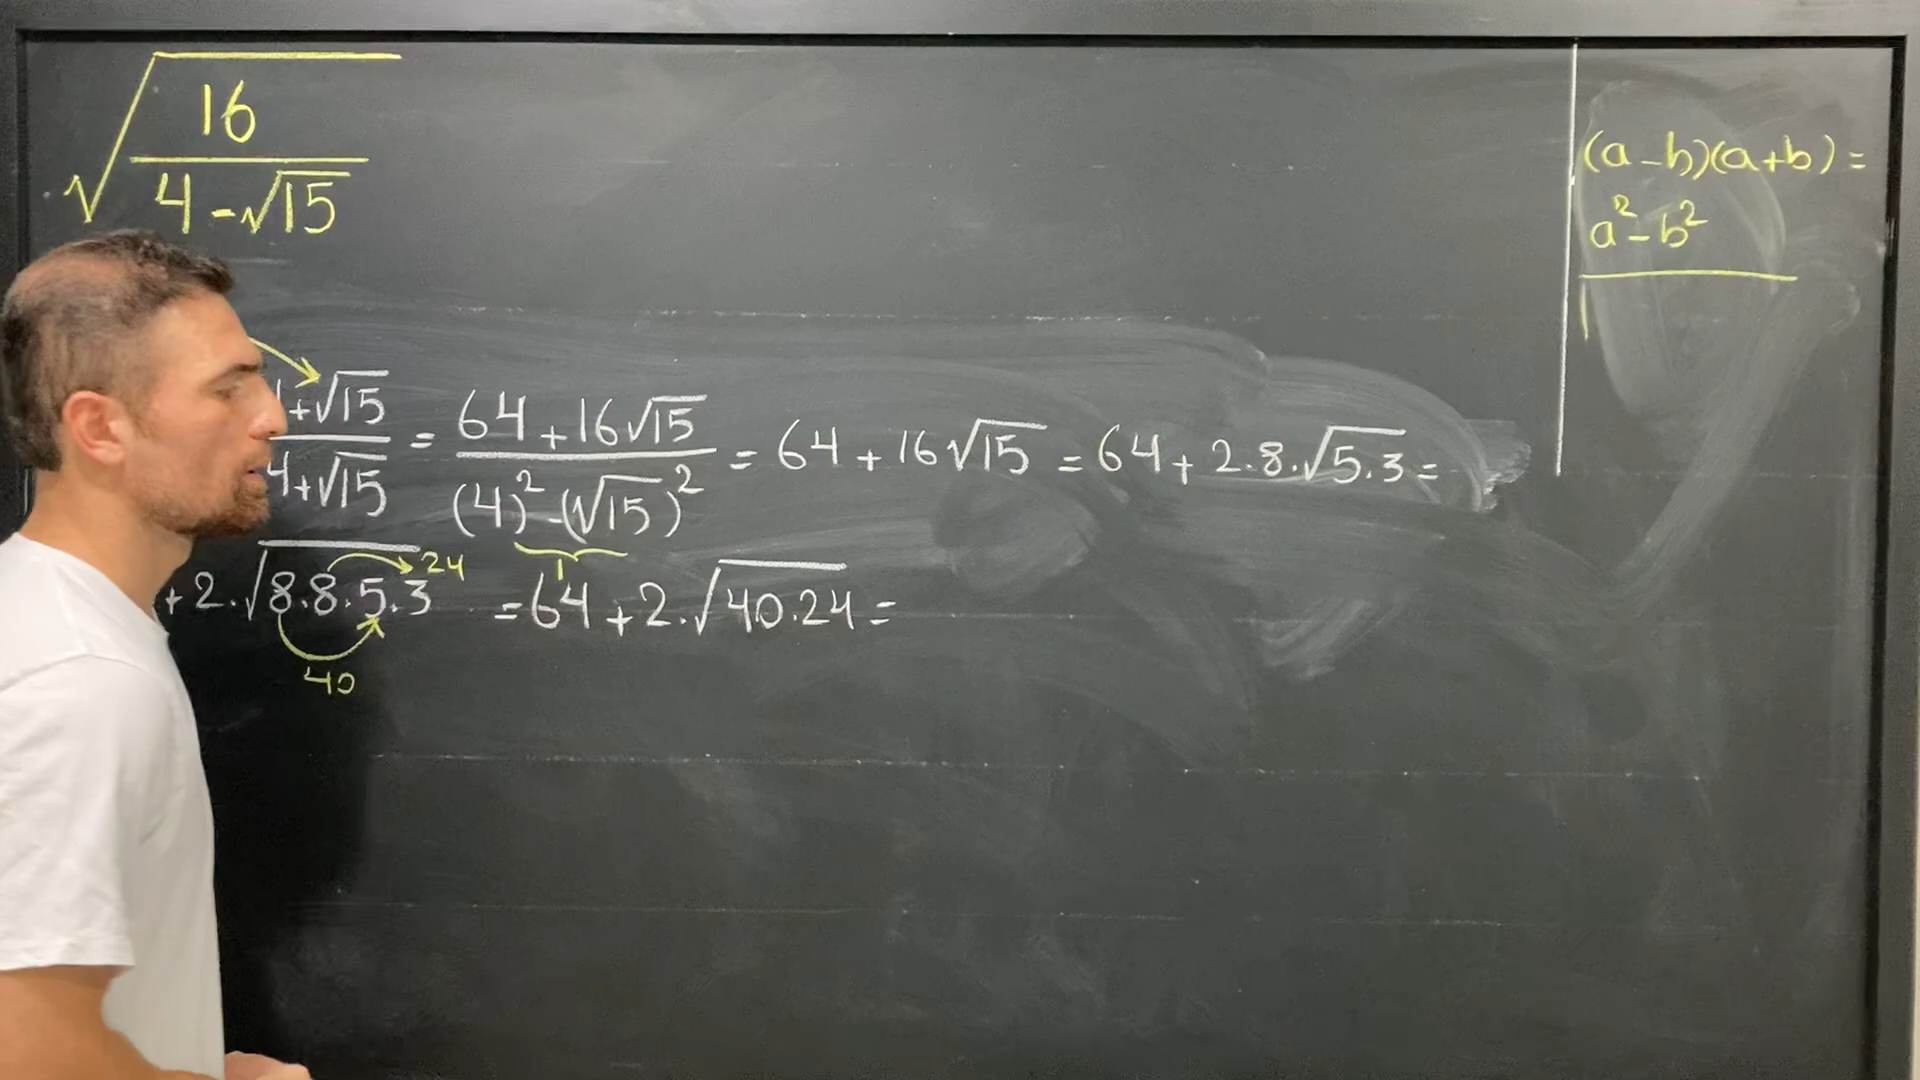 √(16/(4-√15))
(a-b)(a+b)=
a²-b²
+√15/4+√15 = (64+16√15)/((4)²-(√15)²) = 64+16√15 = 64+2.8.√5.3=
1
+2.√8.8.5.3 =64+2.√40.24=
24
40